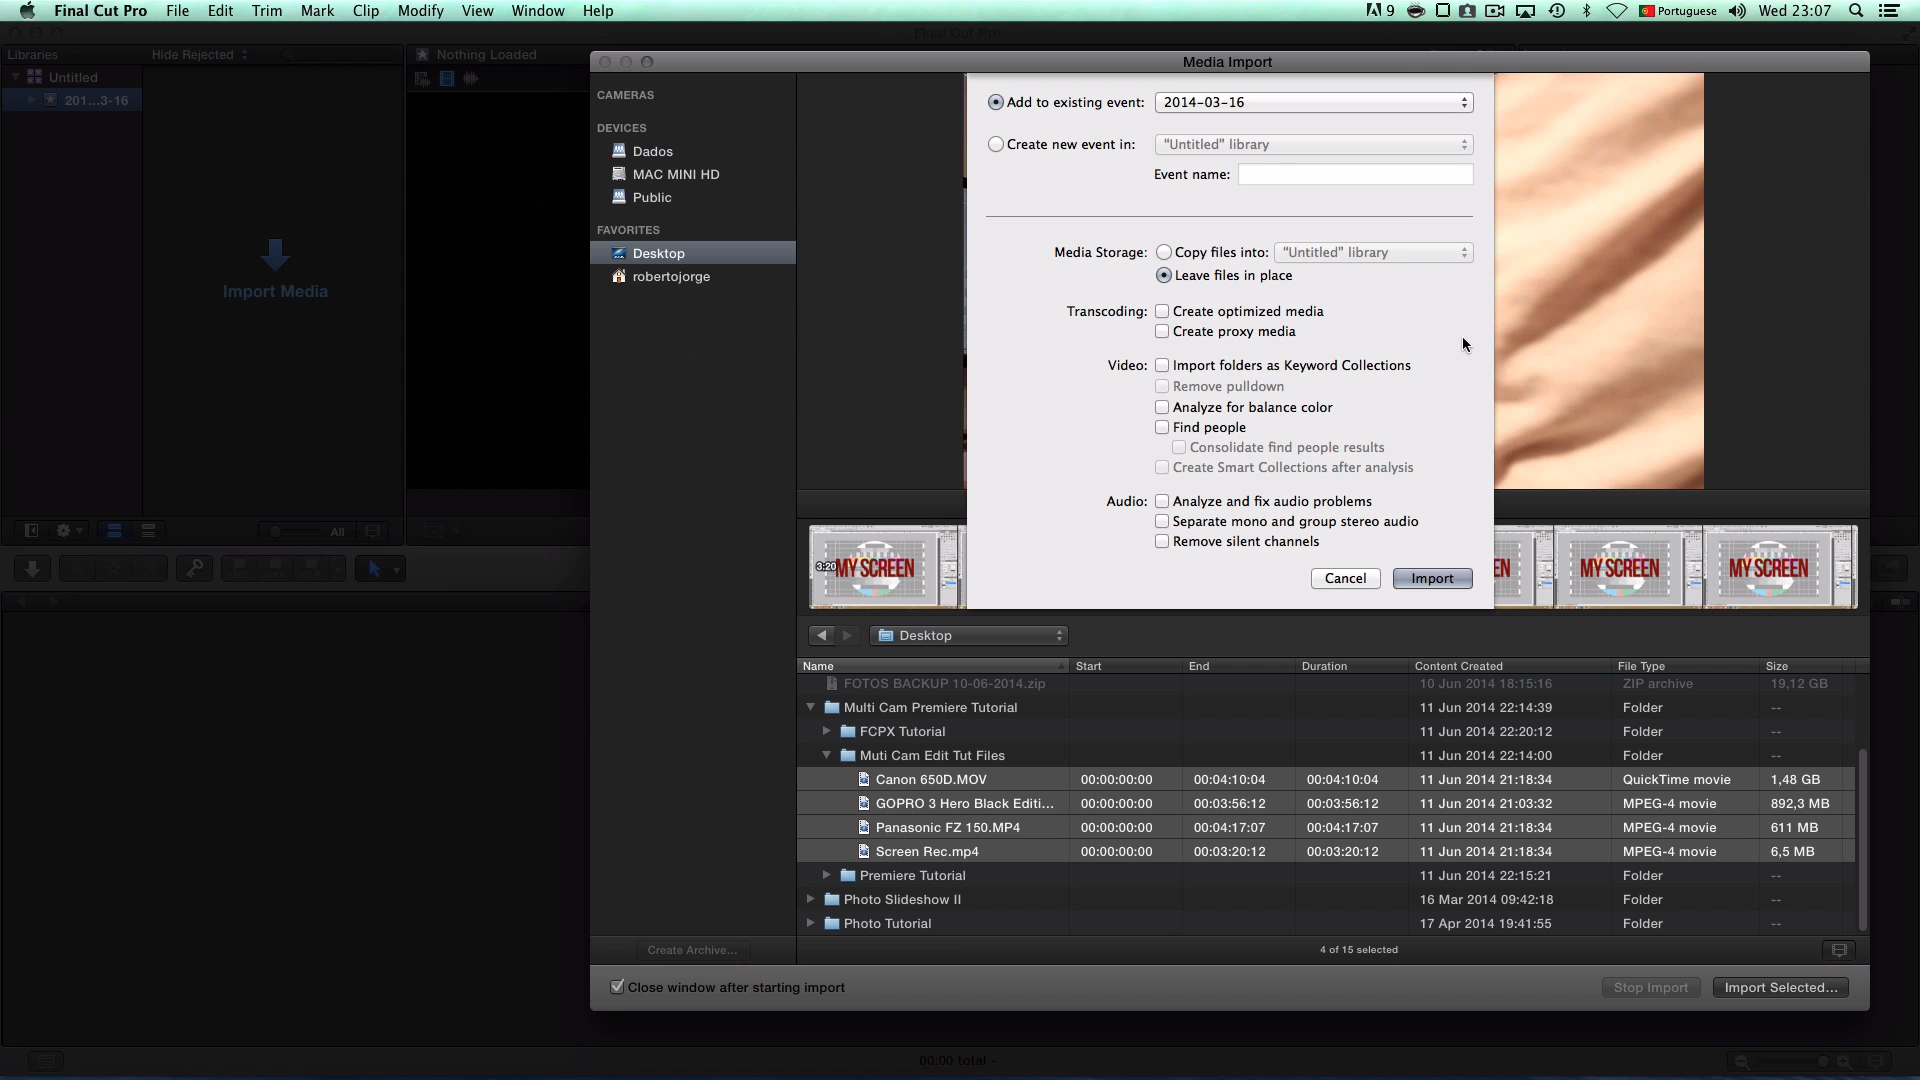 Final Cut Pro File Edit Trim Mark Clip Modify View Window Help 9 Portuguese Wed 23:07
Final Cut Pro
Libraries Hide Rejected Nothing Loaded
Untitled
201...3-16
Import Media
All
Media Import
CAMERAS
DEVICES
Dados
MAC MINI HD
Public
FAVORITES
Desktop
robertojorge
Add to existing event: 2014-03-16
Create new event in: "Untitled" library
Event name:
Media Storage: Copy files into: "Untitled" library
Leave files in place
Transcoding: Create optimized media
Create proxy media
Video: Import folders as Keyword Collections
Remove pulldown
Analyze for balance color
Find people
Consolidate find people results
Create Smart Collections after analysis
Audio: Analyze and fix audio problems
Separate mono and group stereo audio
Remove silent channels
Cancel Import
3:20 MY SCREEN EN MY SCREEN MY SCREEN
Desktop
Name Start End Duration Content Created File Type Size
FOTOS BACKUP 10-06-2014.zip 10 Jun 2014 18:15:16 ZIP archive 19,12 GB
Multi Cam Premiere Tutorial 11 Jun 2014 22:14:39 Folder --
FCPX Tutorial 11 Jun 2014 22:20:12 Folder --
Muti Cam Edit Tut Files 11 Jun 2014 22:14:00 Folder --
Canon 650D.MOV 00:00:00:00 00:04:10:04 00:04:10:04 11 Jun 2014 21:18:34 QuickTime movie 1,48 GB
GOPRO 3 Hero Black Editi... 00:00:00:00 00:03:56:12 00:03:56:12 11 Jun 2014 21:03:32 MPEG-4 movie 892,3 MB
Panasonic FZ 150.MP4 00:00:00:00 00:04:17:07 00:04:17:07 11 Jun 2014 21:18:34 MPEG-4 movie 611 MB
Screen Rec.mp4 00:00:00:00 00:03:20:12 00:03:20:12 11 Jun 2014 21:18:34 MPEG-4 movie 6,5 MB
Premiere Tutorial 11 Jun 2014 22:15:21 Folder --
Photo Slideshow II 16 Mar 2014 09:42:18 Folder --
Photo Tutorial 17 Apr 2014 19:41:55 Folder --
Create Archive... 4 of 15 selected
Close window after starting import Stop Import Import Selected...
00:00 total -